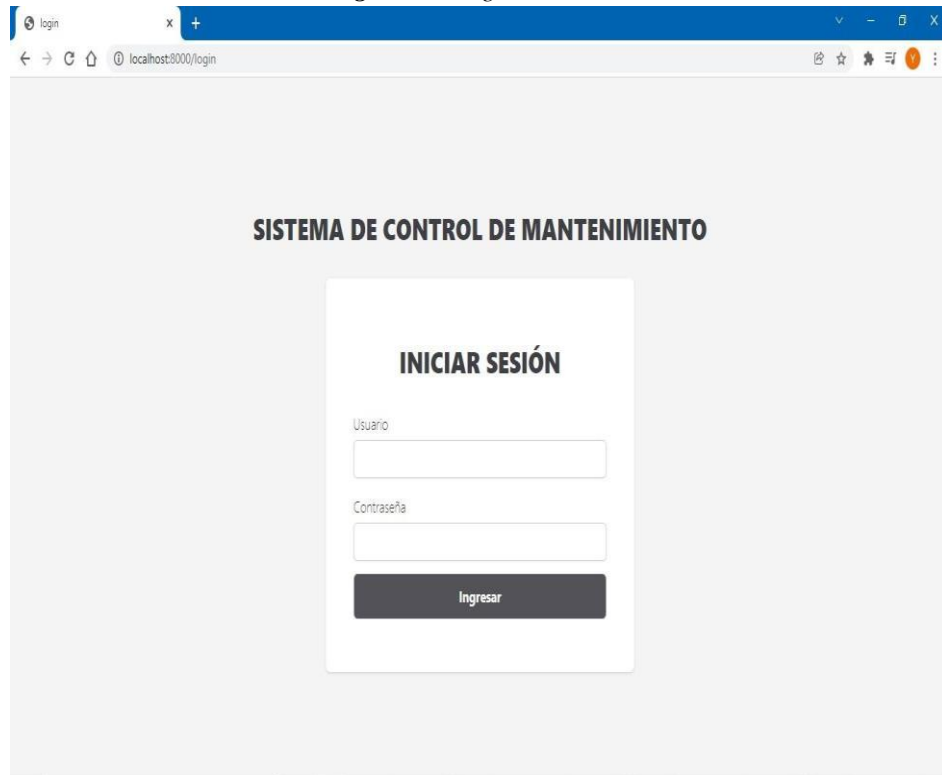 login
localhost:8000/login
Y
SISTEMA DE CONTROL DE MANTENIMIENTO
INICIAR SESIÓN
Usuario
Contraseña
Ingresar